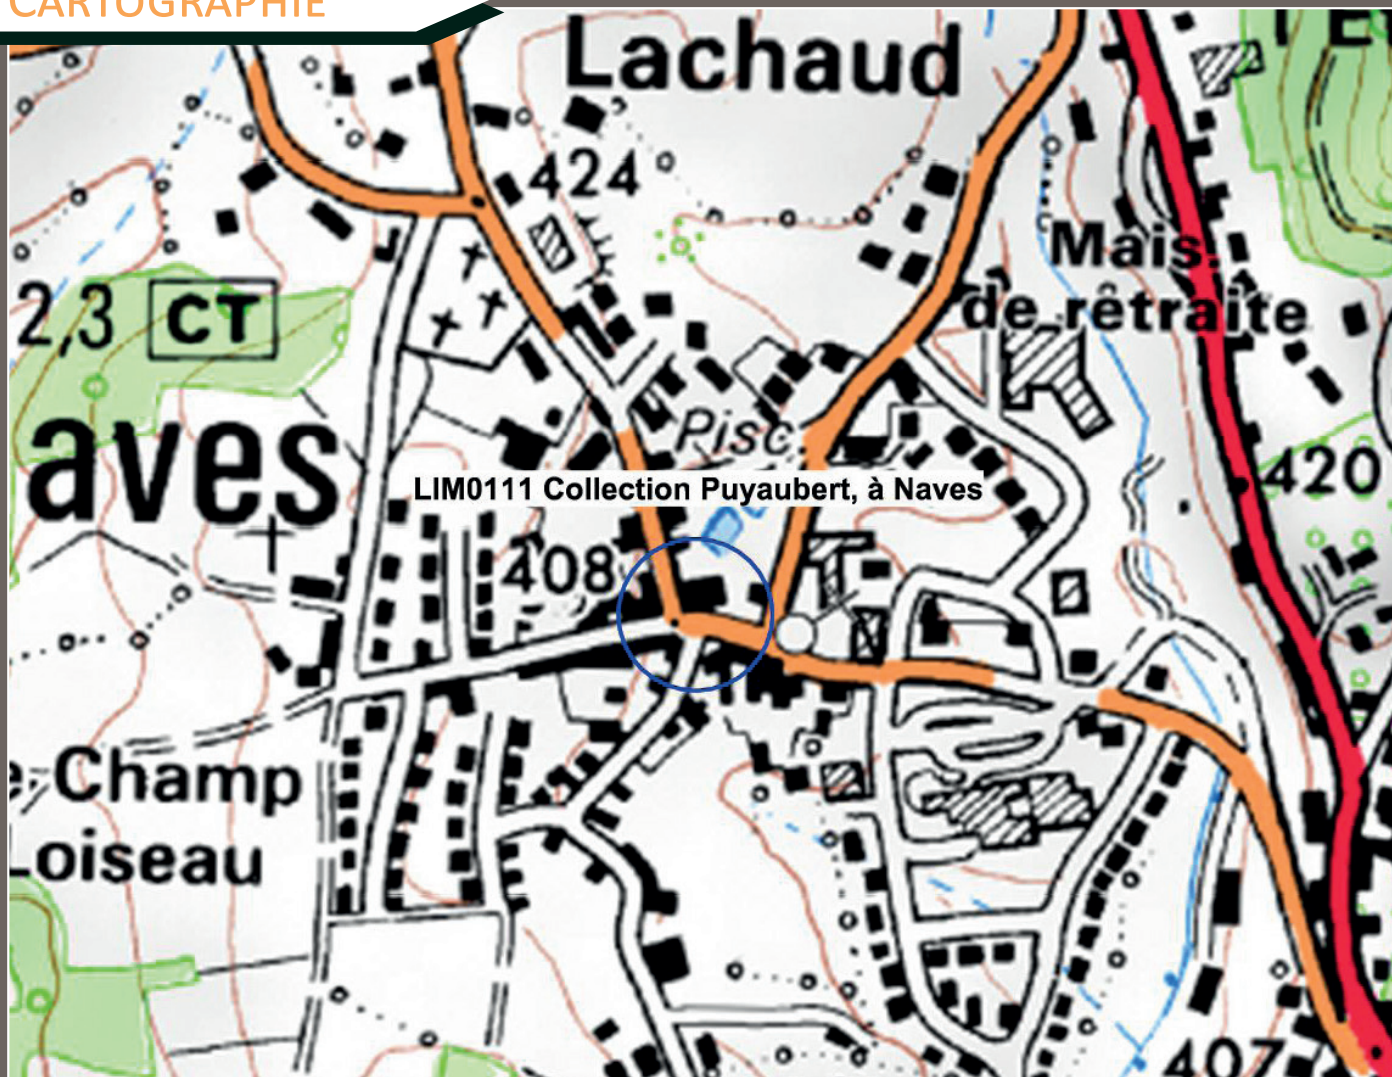 CARTOGRAPHIE
Lachaud
424
Mais.
de rêtraite
2,3 CT
aves
Pisc.
420
LIM0111 Collection Puyaubert, à Naves
408
Champ
Loiseau
407